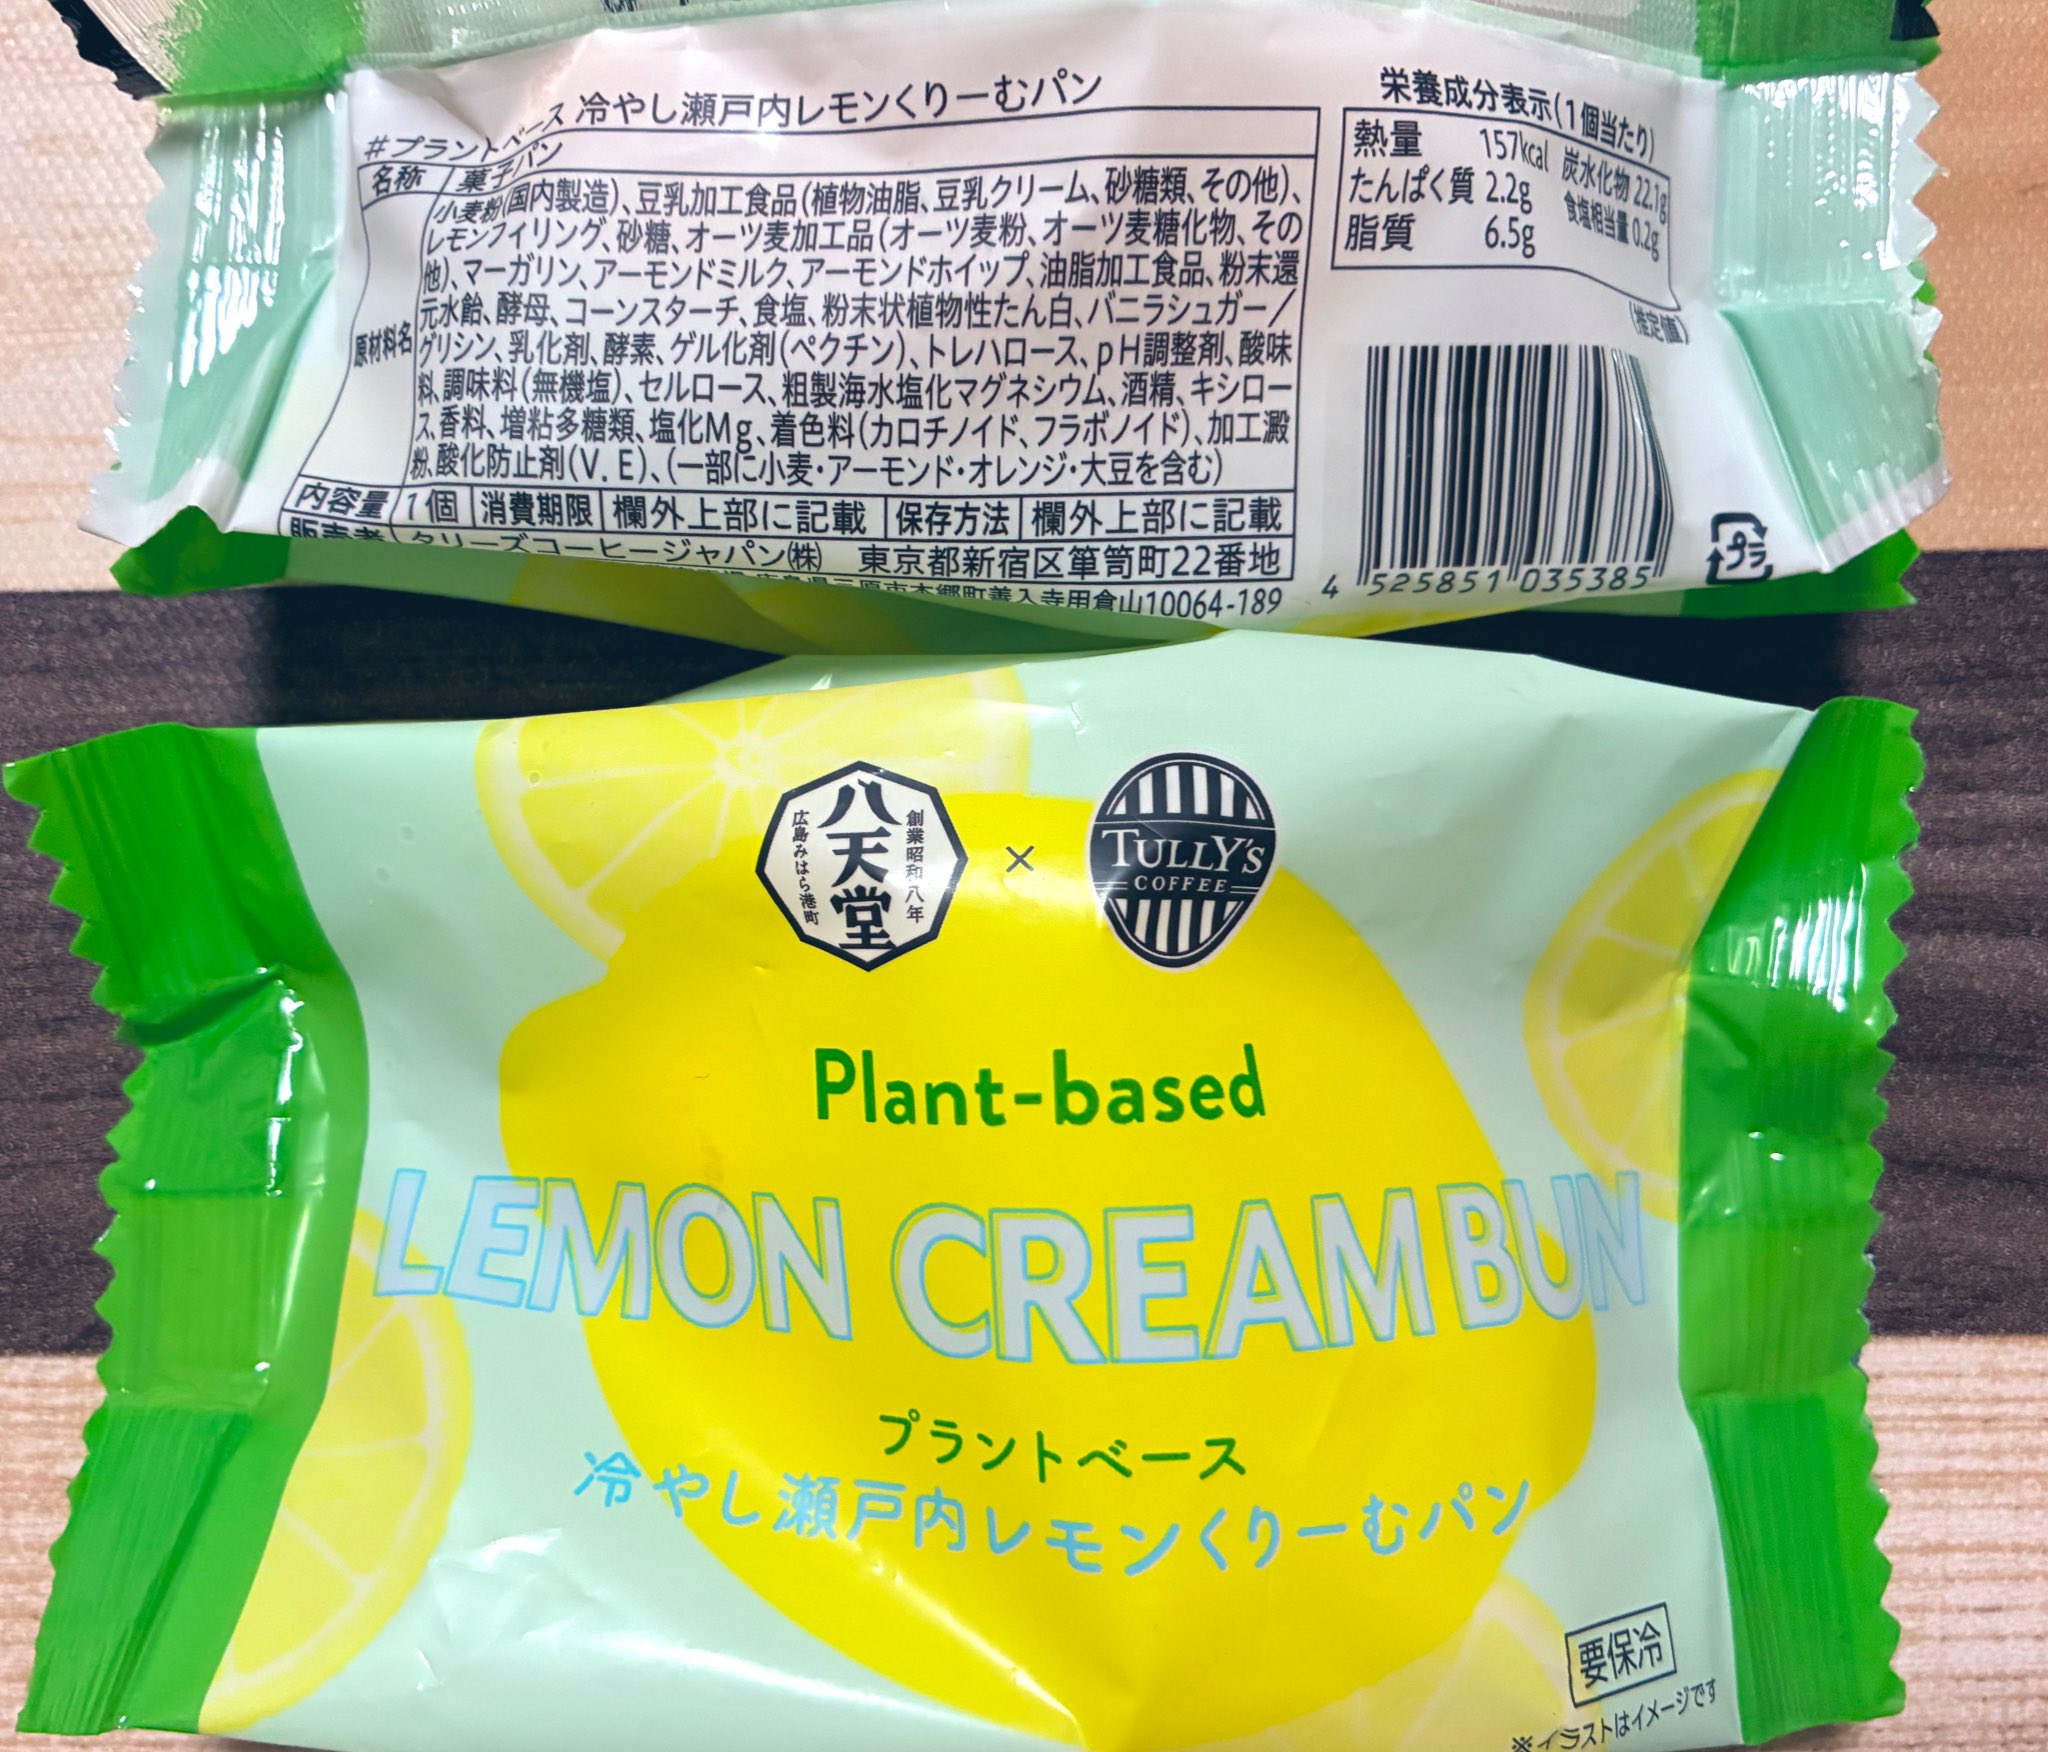 #プラントベース 冷やし瀬戸内レモンくりーむパン
名称 菓子パン
原材料名
小麦粉(国内製造)、豆乳加工食品(植物油脂、豆乳クリーム、砂糖類、その他)、
レモンフィリング、砂糖、オーツ麦加工品(オーツ麦粉、オーツ麦糖化物、その
他)、マーガリン、アーモンドミルク、アーモンドホイップ、油脂加工食品、粉末還
元水飴、酵母、コーンスターチ、食塩、粉末状植物性たん白、バニラシュガー/
グリシン、乳化剤、酵素、ゲル化剤(ペクチン)、トレハロース、pH調整剤、酸味
料、調味料(無機塩)、セルロース、粗製海水塩化マグネシウム、酒精、キシロー
ス、香料、増粘多糖類、塩化Mg、着色料(カロチノイド、フラボノイド)、加工澱
粉、酸化防止剤(V.E)、(一部に小麦・アーモンド・オレンジ・大豆を含む)
内容量 1個 消費期限 欄外上部に記載 保存方法 欄外上部に記載
販売者 タリーズコーヒージャパン㈱ 東京都新宿区箪笥町22番地
広島県三原市本郷町善入寺用倉山10064-189
栄養成分表示(1個当たり)
熱量 157kcal 炭水化物 22.1g
たんぱく質 2.2g 食塩相当量 0.2g
脂質 6.5g
(推定値)
4 525851 035385
プラ
創業昭和八年
八天堂
広島みはら港町
×
TULLY'S
COFFEE
Plant-based
LEMON CREAM BUN
プラントベース
冷やし瀬戸内レモンくりーむパン
要保冷
※イラストはイメージです